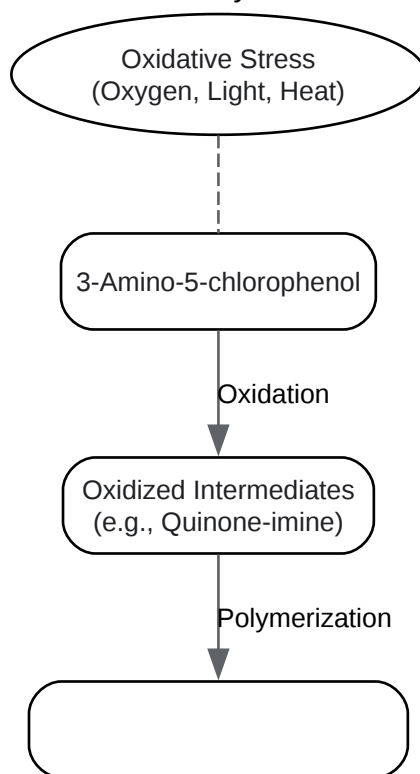 Oxidative Stress
(Oxygen, Light, Heat)
3-Amino-5-chlorophenol
Oxidation
Oxidized Intermediates
(e.g., Quinone-imine)
Polymerization